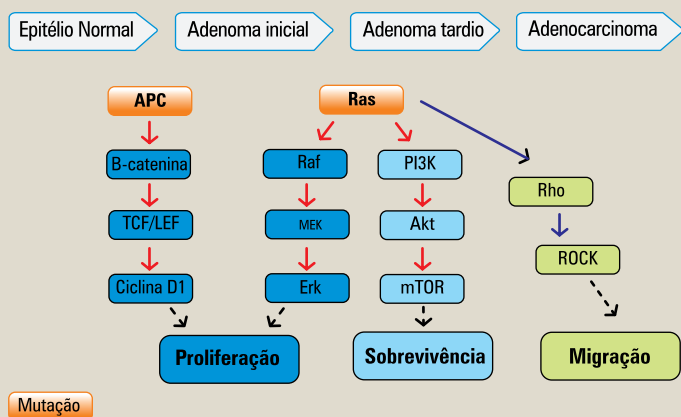 Epitélio Normal
Adenoma inicial
Adenoma tardio
Adenocarcinoma
APC
Ras
B-catenina
Raf
PI3K
Rho
TCF/LEF
MEK
Akt
ROCK
Ciclina D1
Erk
mTOR
Proliferação
Sobrevivência
Migração
Mutação